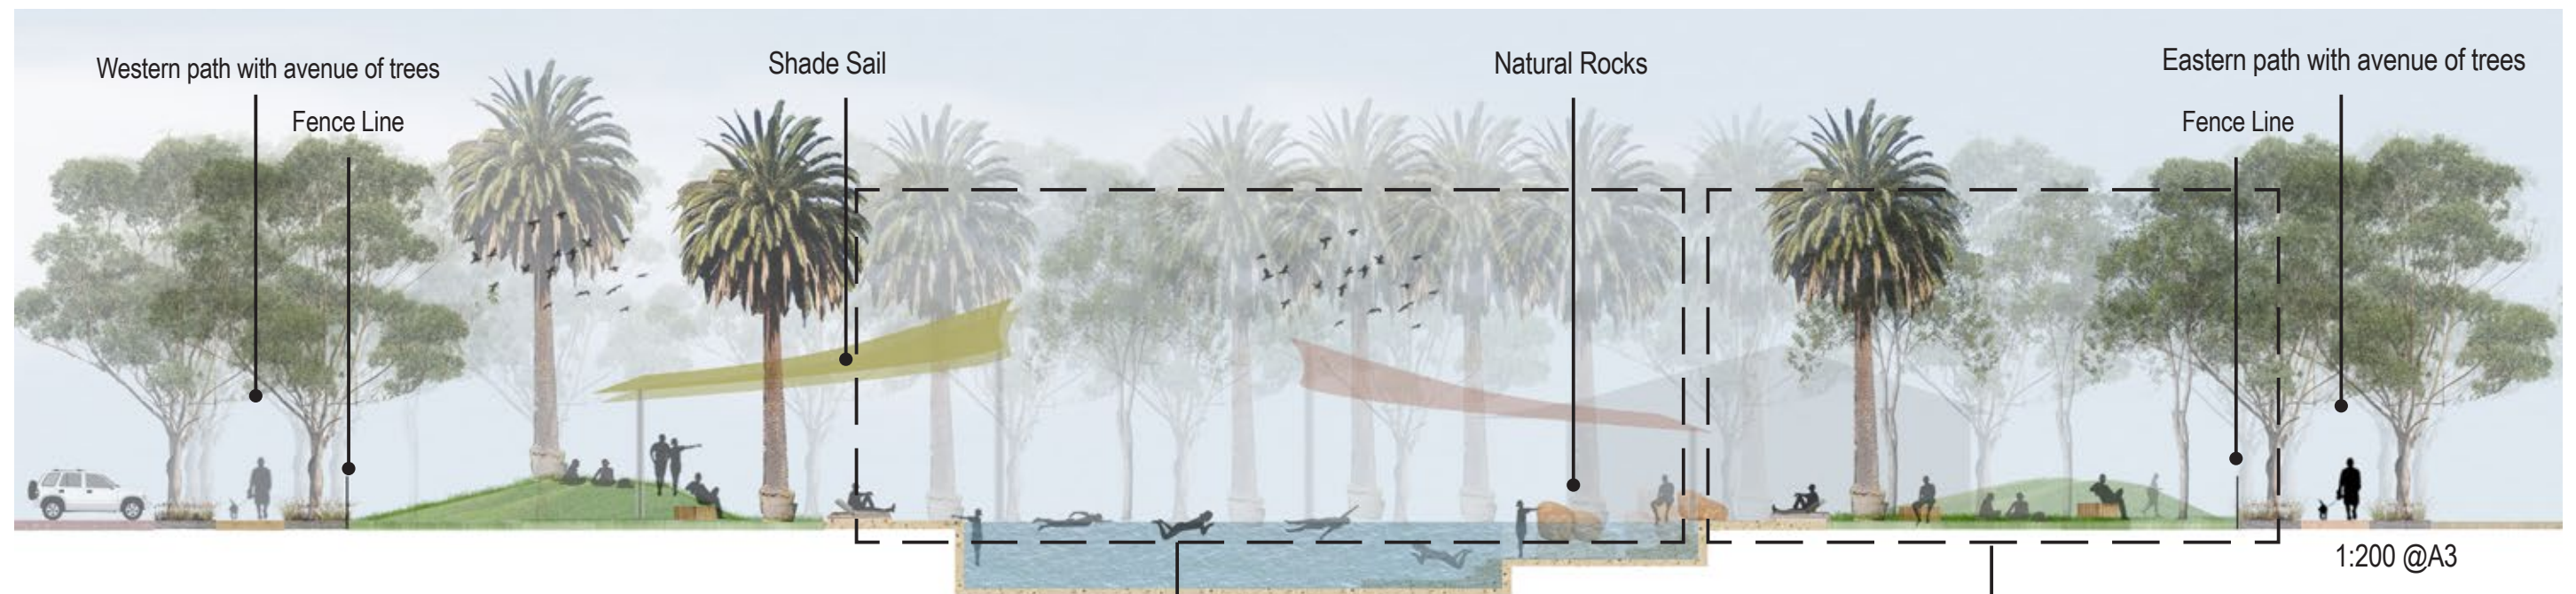 Western path with avenue of trees
Fence Line
Shade Sail
Natural Rocks
Eastern path with avenue of trees
Fence Line
1:200 @A3